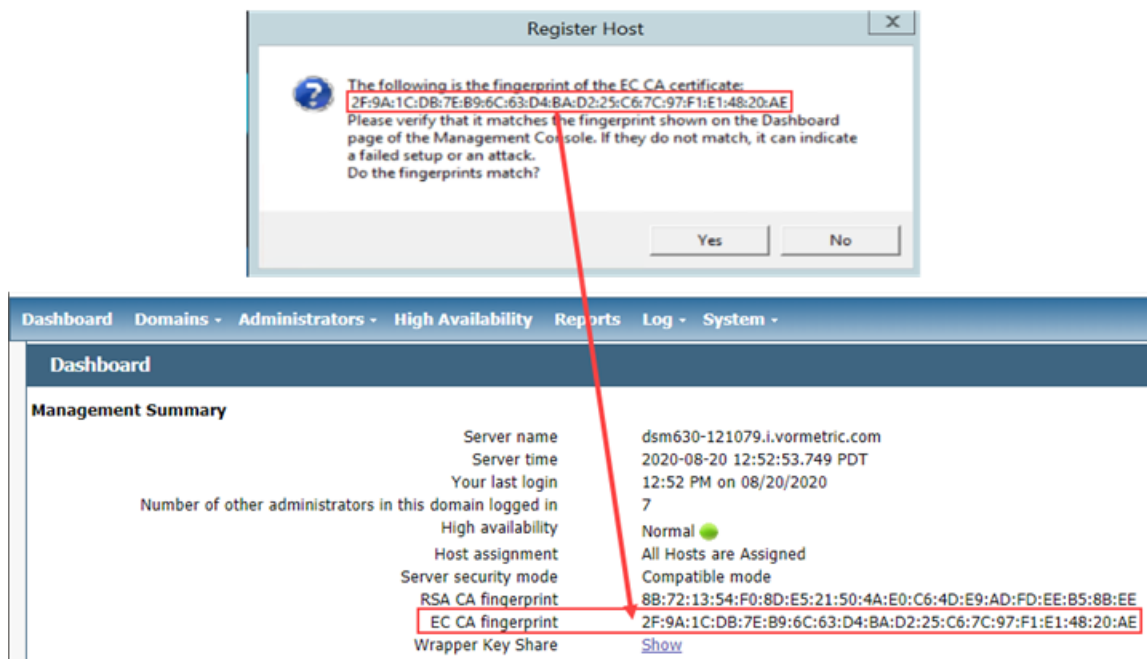 Register Host
x
The following is the fingerprint of the EC CA certificate:
2F:9A:1C:DB:7E:B9:6C:63:D4:BA:D2:25:C6:7C:97:F1:E1:48:20:AE
Please verify that it matches the fingerprint shown on the Dashboard
page of the Management Console. If they do not match, it can indicate
a failed setup or an attack.
Do the fingerprints match?
Yes No
Dashboard Domains Administrators High Availability Reports Log System
Dashboard
Management Summary
Server name dsm630-121079.i.vormetric.com
Server time 2020-08-20 12:52:53.749 PDT
Your last login 12:52 PM on 08/20/2020
Number of other administrators in this domain logged in 7
High availability Normal
Host assignment All Hosts are Assigned
Server security mode Compatible mode
RSA CA fingerprint 8B:72:13:54:F0:8D:E5:21:50:4A:E0:C6:4D:E9:AD:FD:EE:B5:8B:EE
EC CA fingerprint 2F:9A:1C:DB:7E:B9:6C:63:D4:BA:D2:25:C6:7C:97:F1:E1:48:20:AE
Wrapper Key Share Show